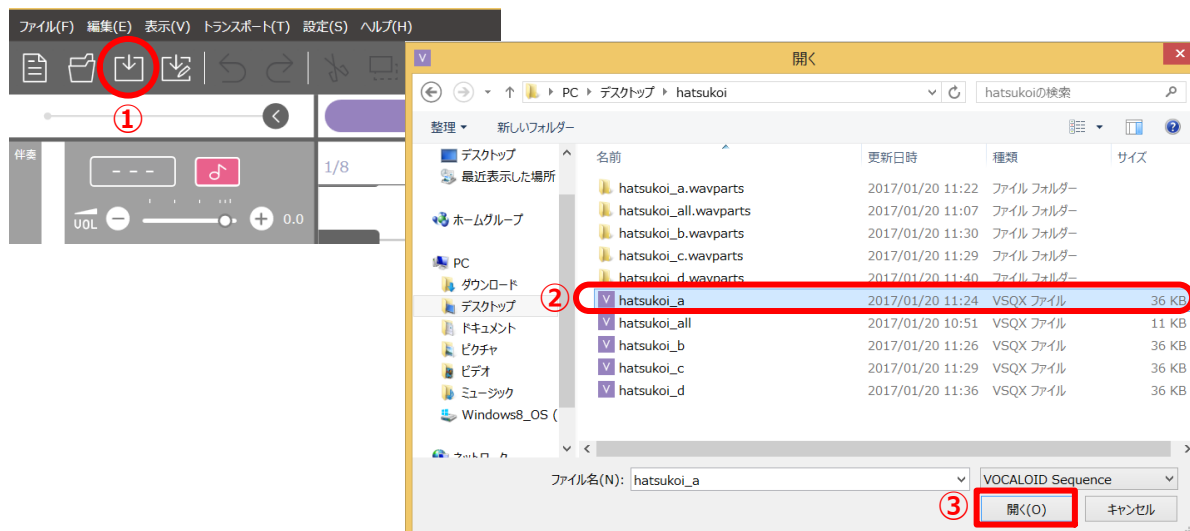 ファイル(F) 編集(E) 表示(V) トランスポート(T) 設定(S) ヘルプ(H)
①
伴奏
- - -
1/8
VOL
0.0
V 開く
PC デスクトップ hatsukoi
hatsukoiの検索
整理 新しいフォルダー
デスクトップ
最近表示した場所
ホームグループ
PC
ダウンロード
デスクトップ
ドキュメント
ピクチャ
ビデオ
ミュージック
Windows8_OS (
名前 更新日時 種類 サイズ
hatsukoi_a.wavparts 2017/01/20 11:22 ファイル フォルダー
hatsukoi_all.wavparts 2017/01/20 11:07 ファイル フォルダー
hatsukoi_b.wavparts 2017/01/20 11:30 ファイル フォルダー
hatsukoi_c.wavparts 2017/01/20 11:29 ファイル フォルダー
hatsukoi_d.wavparts 2017/01/20 11:40 ファイル フォルダー
② V hatsukoi_a 2017/01/20 11:24 VSQX ファイル 36 KB
V hatsukoi_all 2017/01/20 10:51 VSQX ファイル 11 KB
V hatsukoi_b 2017/01/20 11:26 VSQX ファイル 36 KB
V hatsukoi_c 2017/01/20 11:29 VSQX ファイル 36 KB
V hatsukoi_d 2017/01/20 11:36 VSQX ファイル 36 KB
ファイル名(N): hatsukoi_a VOCALOID Sequence
③ 開く(O) キャンセル